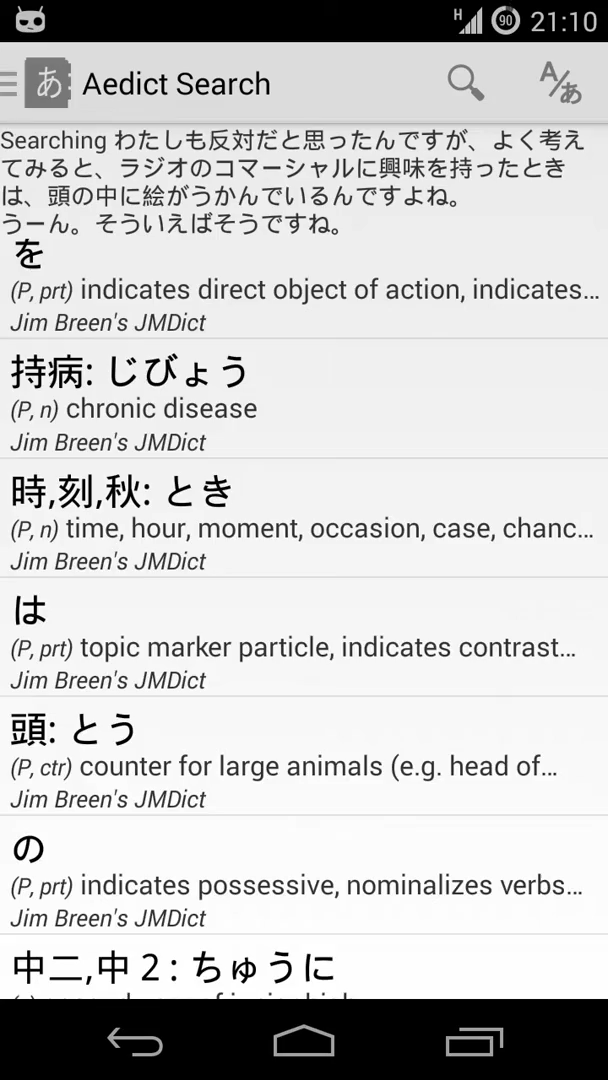 H 90 21:10
あ Aedict Search A/あ
Searching わたしも反対だと思ったんですが、よく考え
てみると、ラジオのコマーシャルに興味を持ったとき
は、頭の中に絵がうかんでいるんですよね。
うーん。そういえばそうですね。
を
(P, prt) indicates direct object of action, indicates...
Jim Breen's JMDict
持病: じびょう
(P, n) chronic disease
Jim Breen's JMDict
時,刻,秋: とき
(P, n) time, hour, moment, occasion, case, chanc...
Jim Breen's JMDict
は
(P, prt) topic marker particle, indicates contrast...
Jim Breen's JMDict
頭: とう
(P, ctr) counter for large animals (e.g. head of...
Jim Breen's JMDict
の
(P, prt) indicates possessive, nominalizes verbs...
Jim Breen's JMDict
中二,中２: ちゅうに